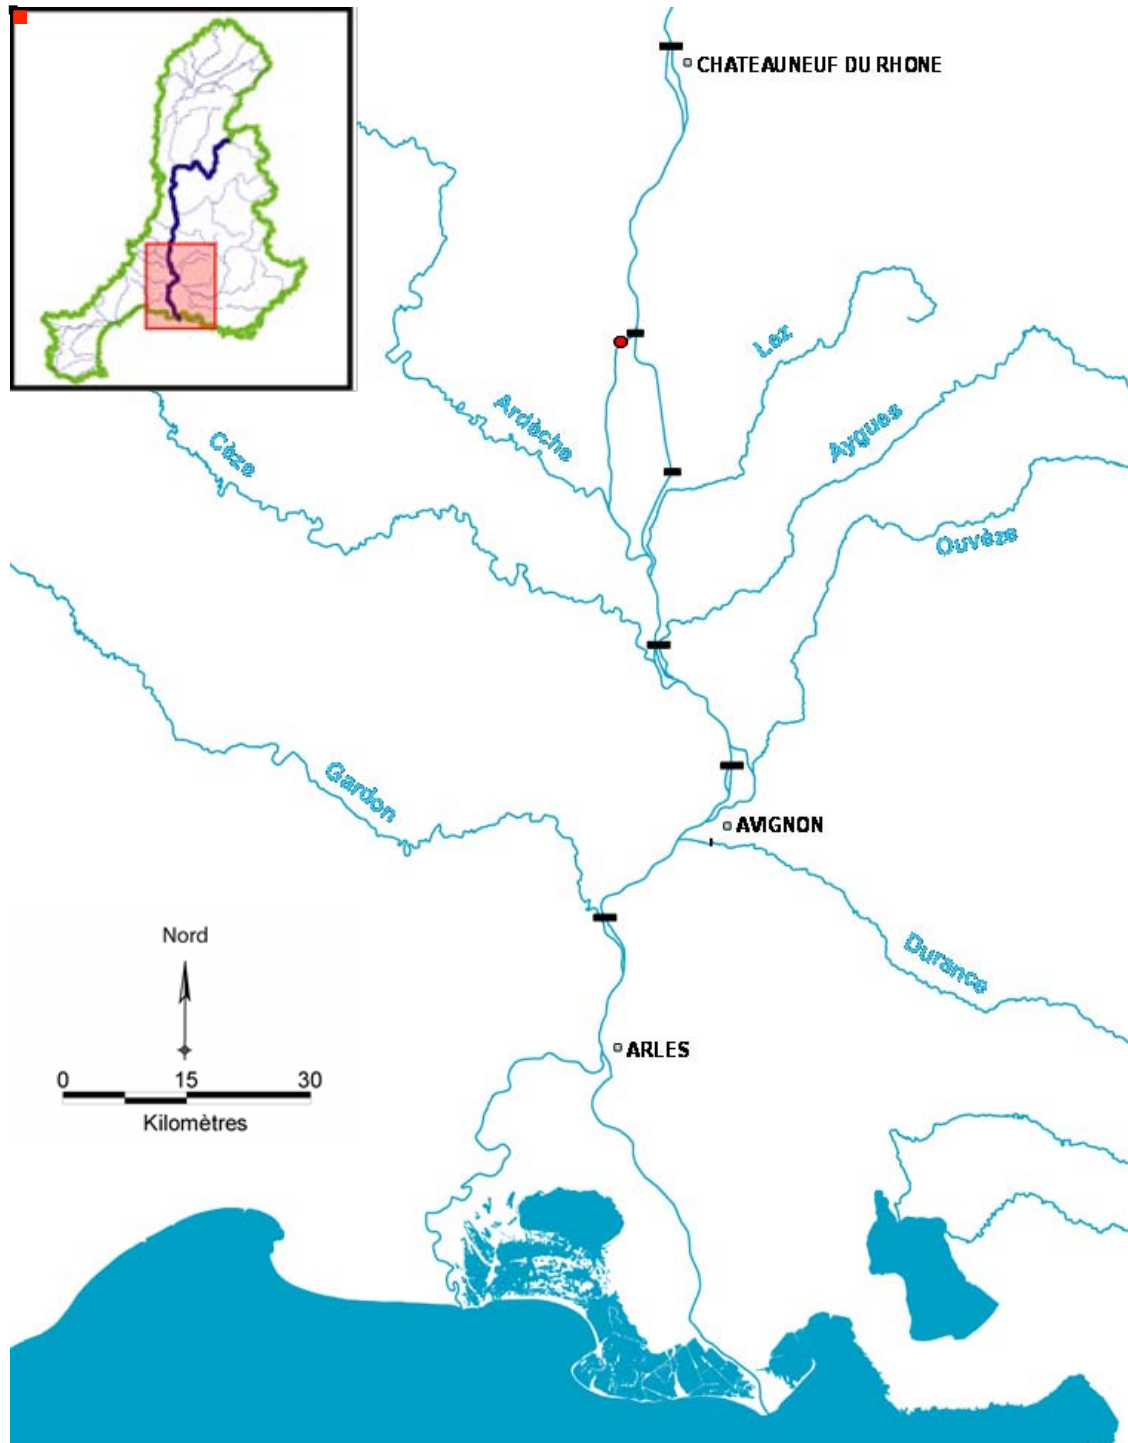 CHATEAUNEUF DU RHONE
Lez
Ardèche
Aygues
Cèze
Ouvèze
Gardon
AVIGNON
Nord
Durance
ARLES
0 15 30
Kilomètres